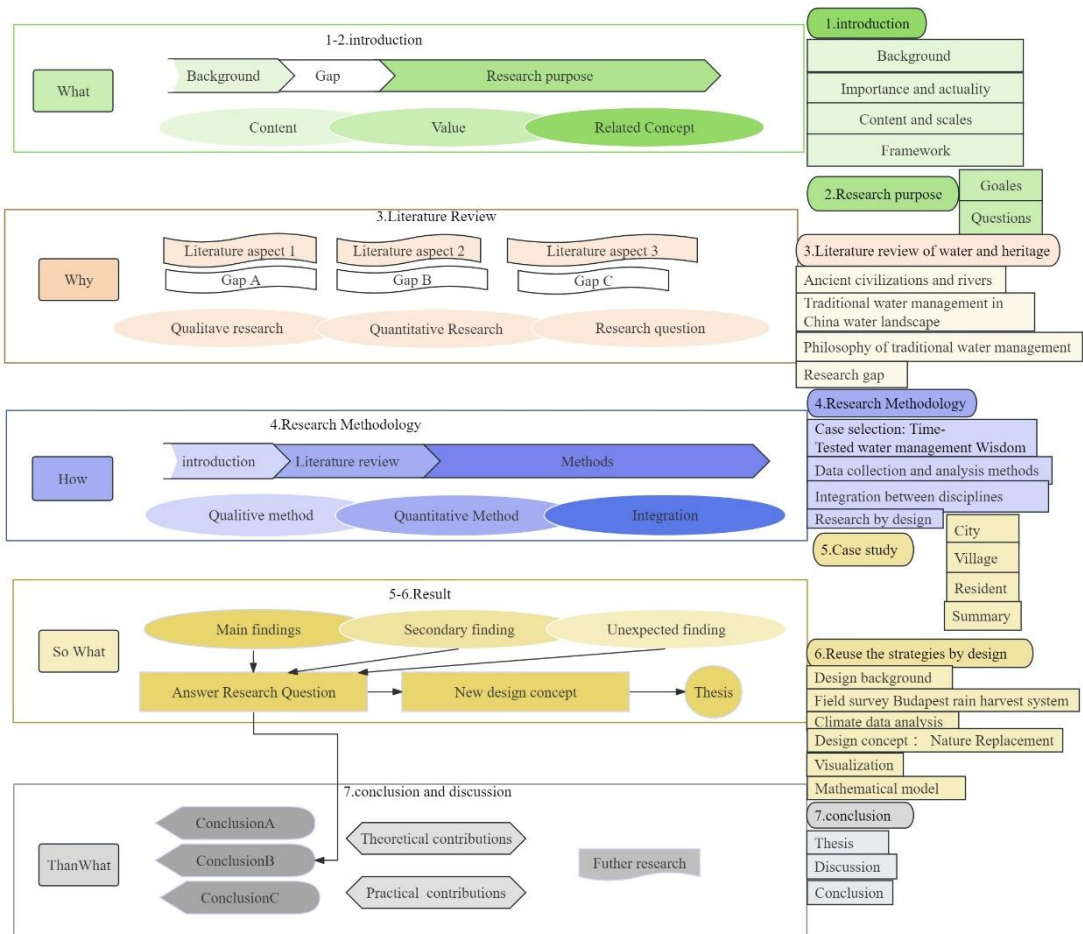 1-2.introduction
What
Background
Gap
Research purpose
Content
Value
Related Concept
1.introduction
Background
Importance and actuality
Content and scales
Framework
2.Research purpose
Goales
Questions
3.Literature Review
Why
Literature aspect 1
Literature aspect 2
Literature aspect 3
Gap A
Gap B
Gap C
Qualitave research
Quantitative Research
Research question
3.Literature review of water and heritage
Ancient civilizations and rivers
Traditional water management in
China water landscape
Philosophy of traditional water management
Research gap
4.Research Methodology
How
introduction
Literature review
Methods
Qualitive method
Quantitative Method
Integration
4.Research Methodology
Case selection: Time-
Tested water management Wisdom
Data collection and analysis methods
Integration between disciplines
Research by design
5.Case study
City
Village
Resident
Summary
5-6.Result
So What
Main findings
Secondary finding
Unexpected finding
Answer Research Question
New design concept
Thesis
6.Reuse the strategies by design
Design background
Field survey Budapest rain harvest system
Climate data analysis
Design concept： Nature Replacement
Visualization
Mathematical model
7.conclusion and discussion
ThanWhat
ConclusionA
ConclusionB
ConclusionC
Theoretical contributions
Practical contributions
Futher research
7.conclusion
Thesis
Discussion
Conclusion